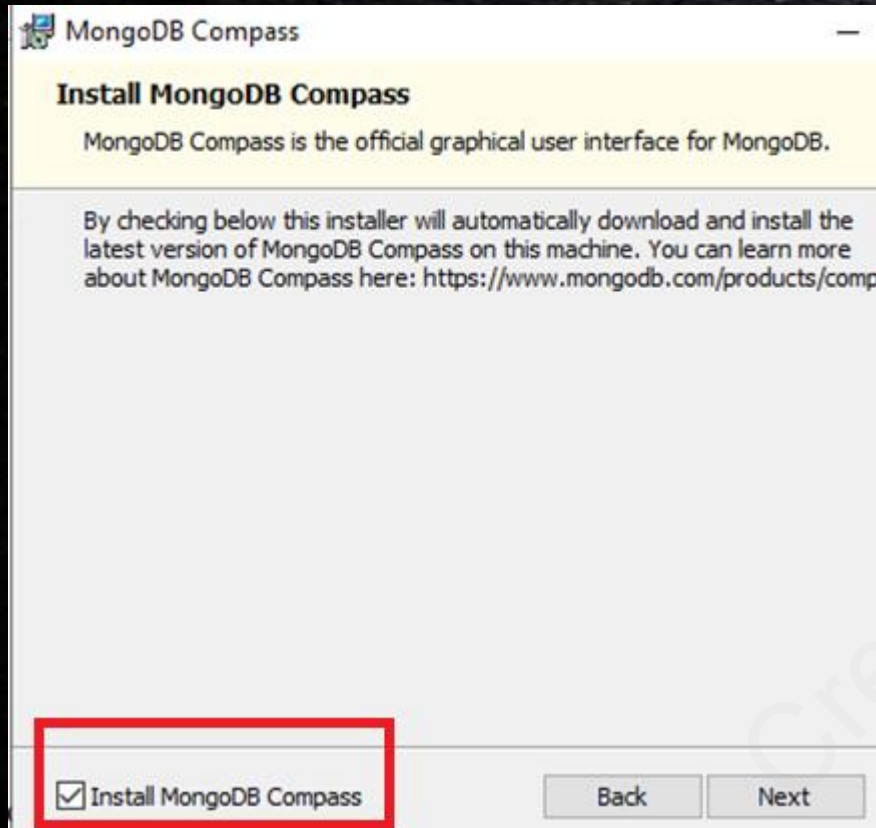 MongoDB Compass
Install MongoDB Compass
MongoDB Compass is the official graphical user interface for MongoDB.
By checking below this installer will automatically download and install the
latest version of MongoDB Compass on this machine. You can learn more
about MongoDB Compass here: https://www.mongodb.com/products/comp
Install MongoDB Compass
Back
Next